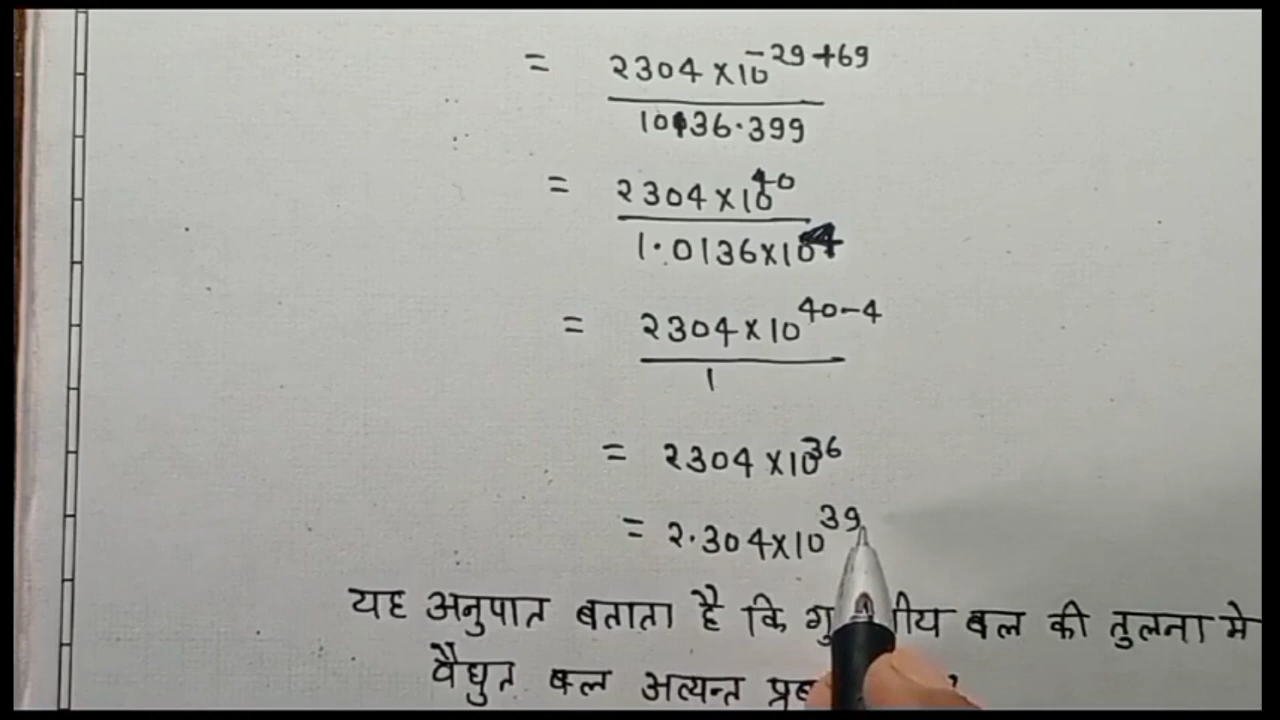 = 2304 × 10^-29+69
10136.399
= 2304 × 10^40
1.0136 × 10^4
= 2304 × 10^40-4
1
= 2304 × 10^36
= 2.304 × 10^39
यह अनुपात बताता है कि बल की तुलना मे
वैद्युत बल अत्यन्त